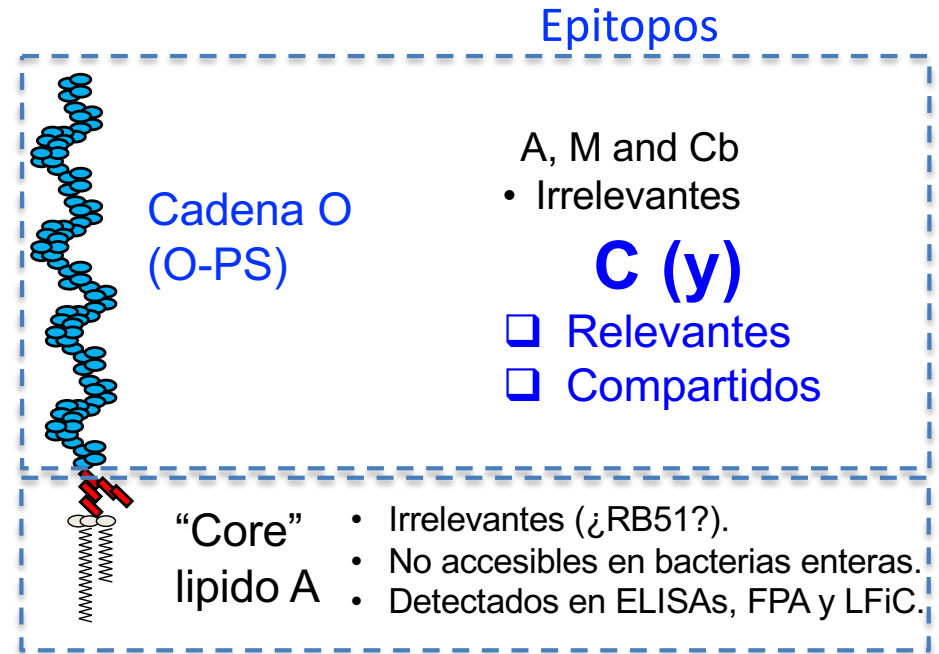 Epitopos
Cadena O
(O-PS)
A, M and Cb
• Irrelevantes
C (y)
❑ Relevantes
❑ Compartidos
“Core”
lipido A
• Irrelevantes (¿RB51?).
• No accesibles en bacterias enteras.
• Detectados en ELISAs, FPA y LFiC.